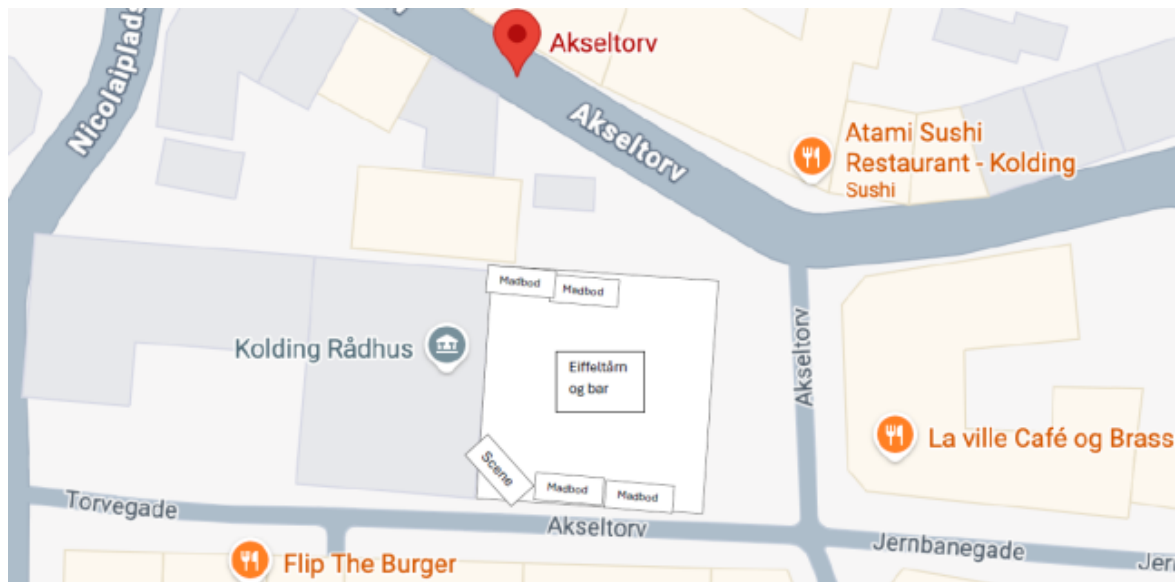 Nicolaiplads
Akseltorv
Akseltorv
Atami Sushi
Restaurant - Kolding
Sushi
Madbod
Madbod
Kolding Rådhus
Eiffeltårn
og bar
Akseltorv
La ville Café og Brass
Scene
Madbod
Madbod
Torvegade
Akseltorv
Jernbanegade
Jer
Flip The Burger